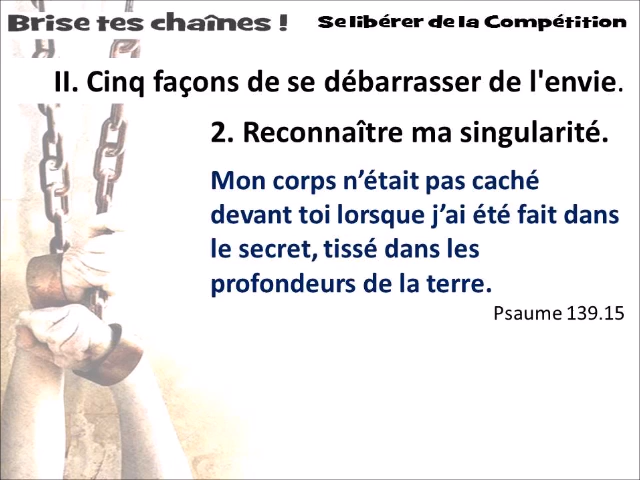 Brise tes chaînes !
Se libérer de la Compétition
II. Cinq façons de se débarrasser de l'envie.
2. Reconnaître ma singularité.
Mon corps n’était pas caché
devant toi lorsque j’ai été fait dans
le secret, tissé dans les
profondeurs de la terre.
Psaume 139.15